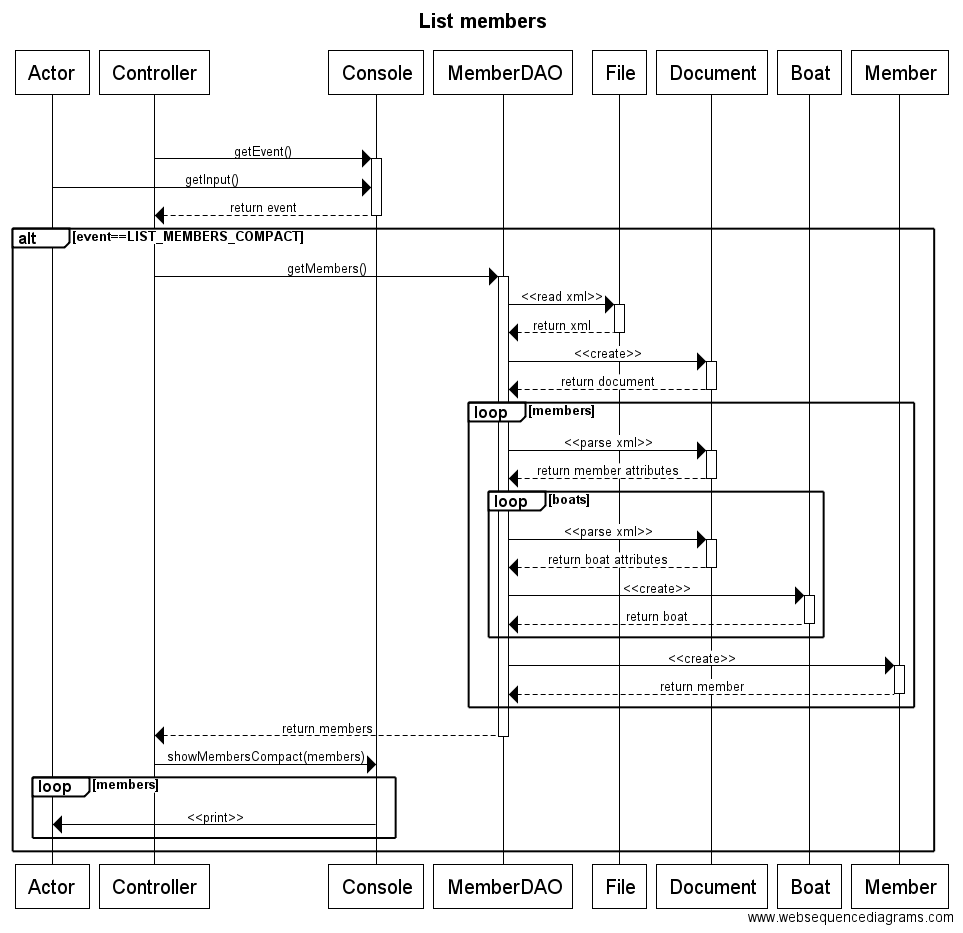 List members
Actor Controller Console MemberDAO File Document Boat Member
getEvent()
getInput()
return event
alt [event==LIST_MEMBERS_COMPACT]
getMembers()
<<read xml>>
return xml
<<create>>
return document
loop [members]
<<parse xml>>
return member attributes
loop [boats]
<<parse xml>>
return boat attributes
<<create>>
return boat
<<create>>
return member
return members
showMembersCompact(members)
loop [members]
<<print>>
Actor Controller Console MemberDAO File Document Boat Member
www.websequencediagrams.com